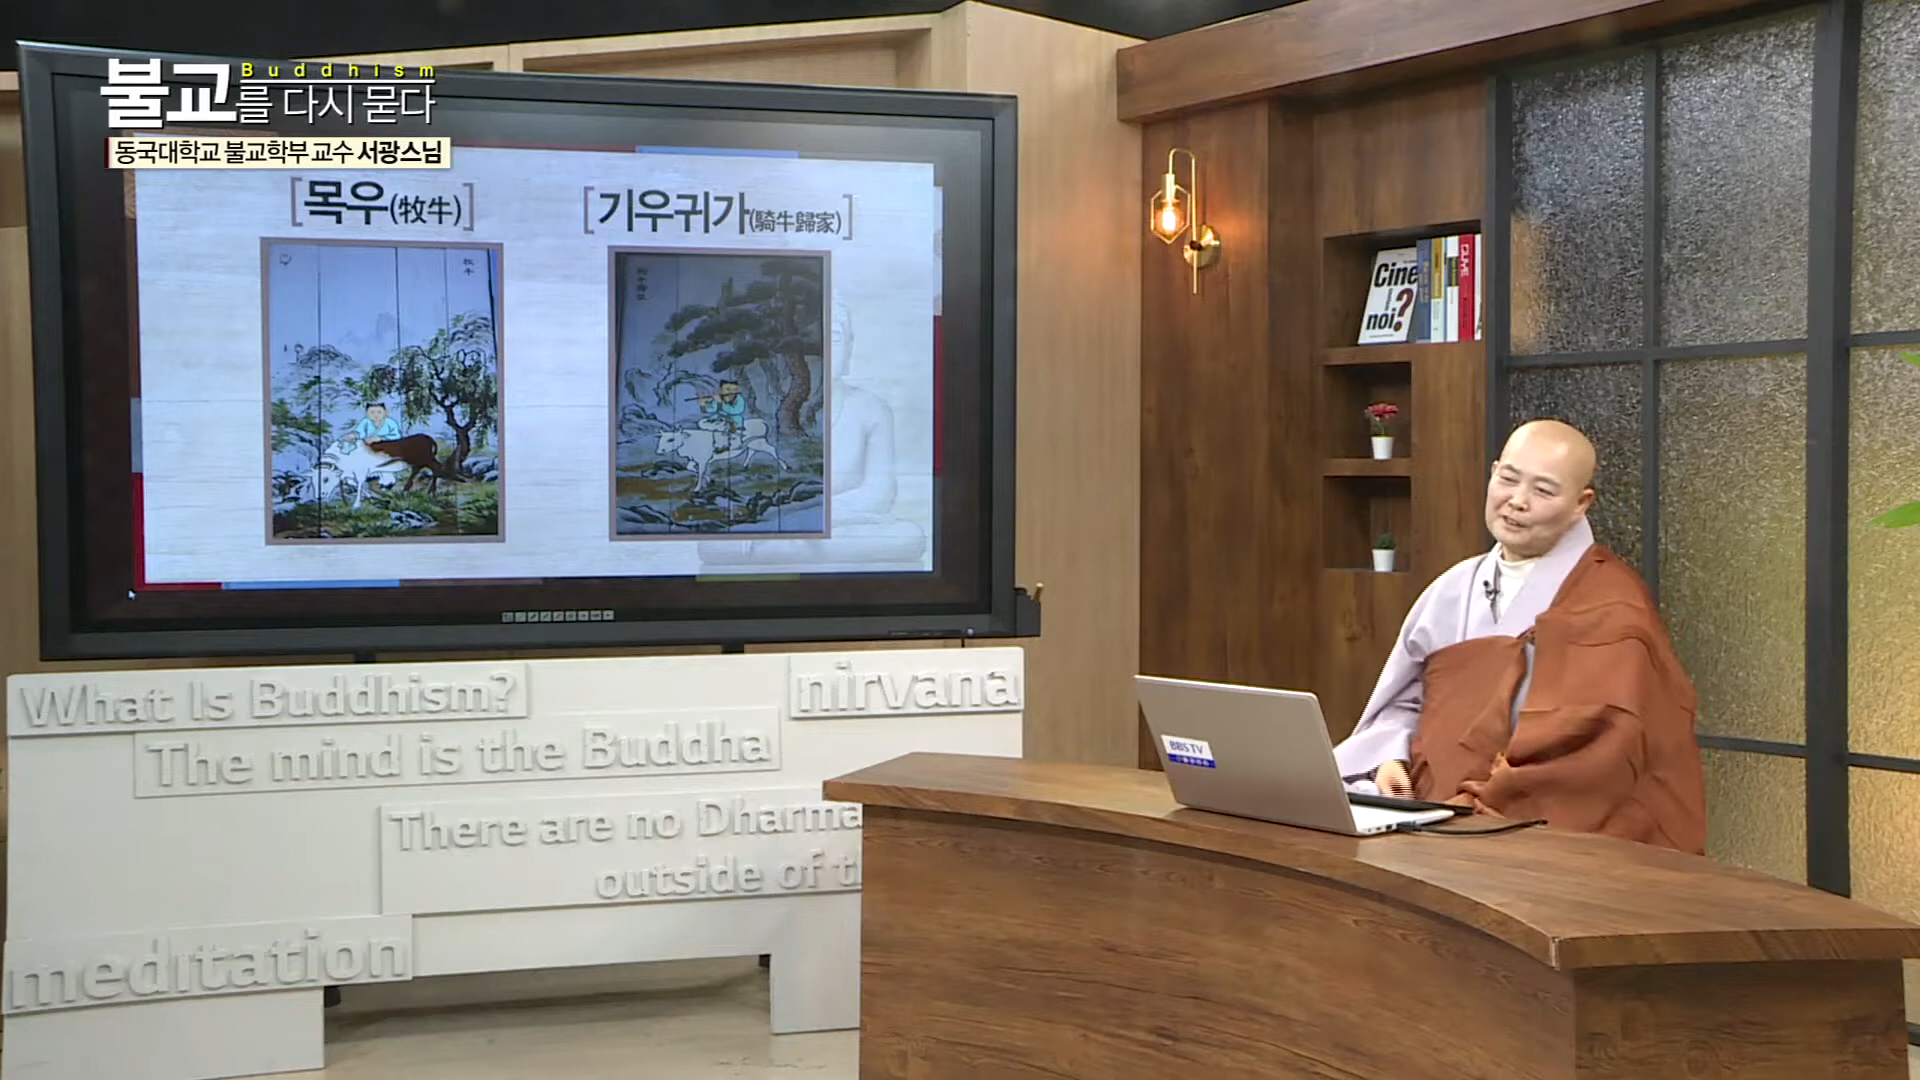 Buddhism
불교를 다시 묻다
동국대학교 불교학부 교수 서광스님
[목우(牧牛)]
[기우귀가(騎牛歸家)]
牧牛
Cine
noi?
What Is Buddhism?
nirvana
The mind is the Buddha
There are no Dharma
outside of t
meditation
BBS TV